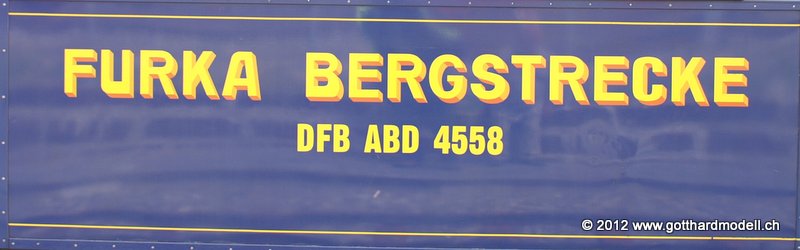 FURKA BERGSTRECKE
DFB ABD 4558
© 2012 www.gotthardmodell.ch